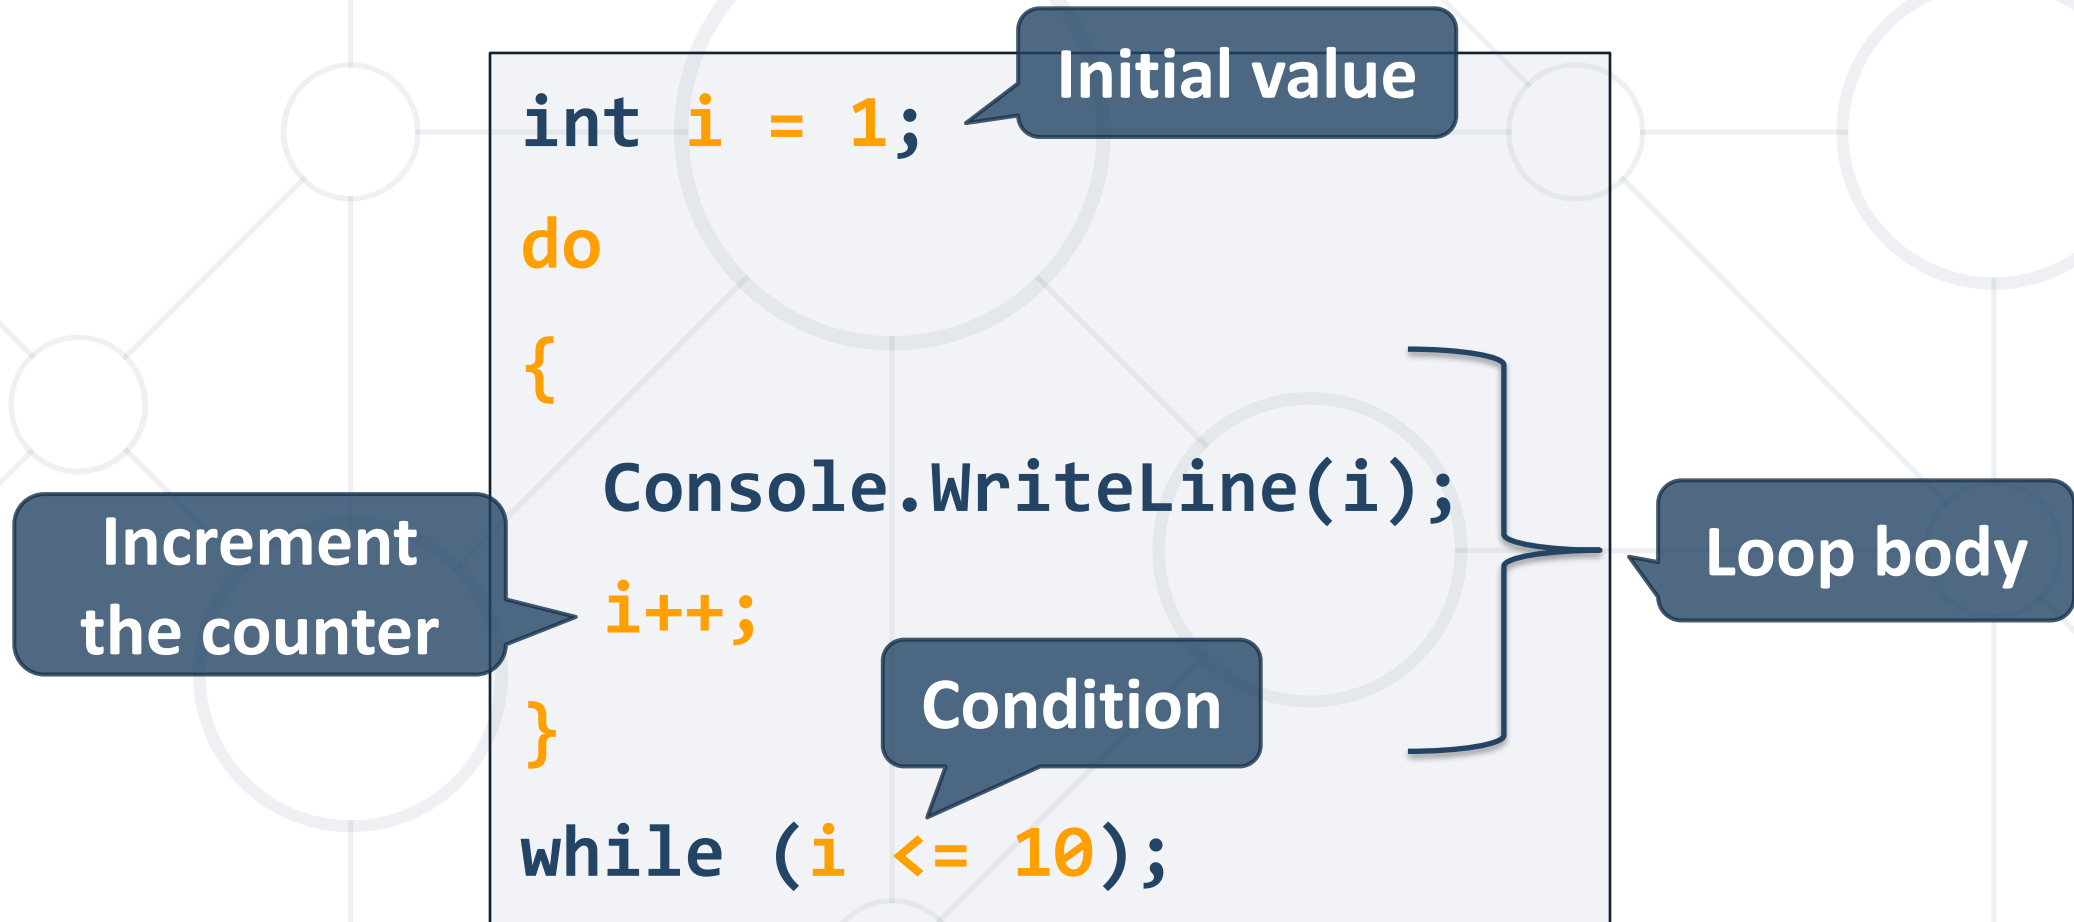 Initial value
int i = 1;
do
{
Console.WriteLine(i);
Increment
the counter
i++;
Loop body
Condition
}
while (i <= 10);